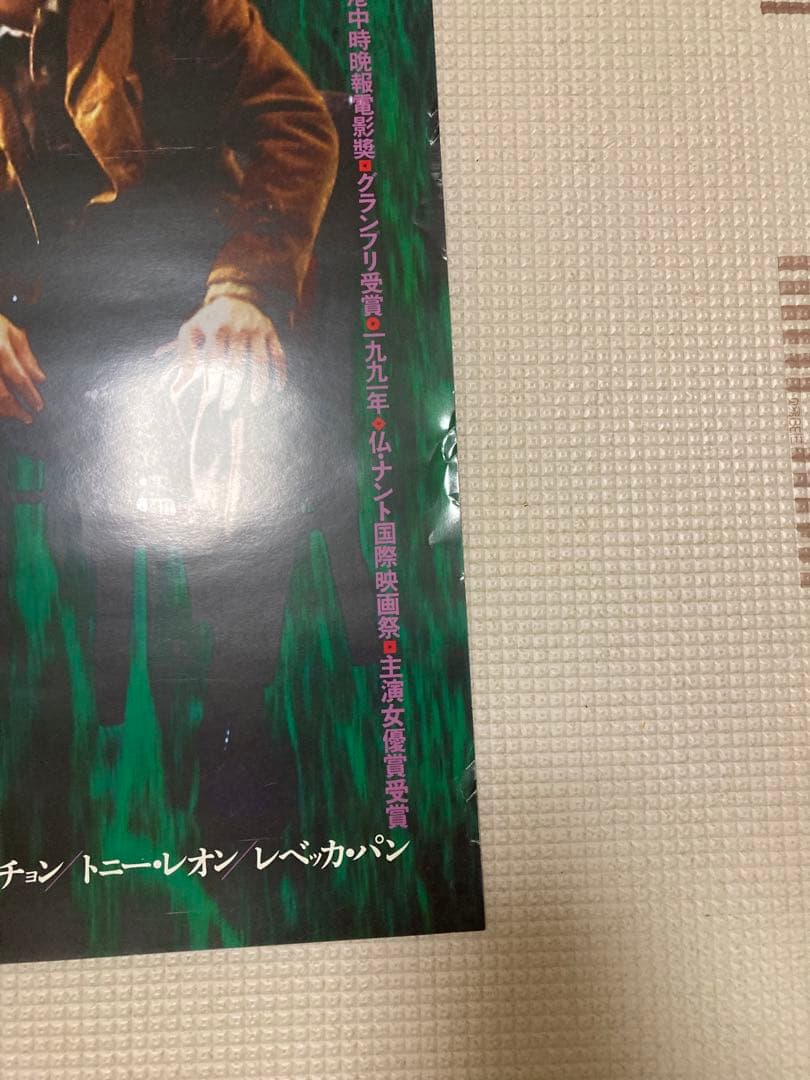 港中時晩報電影奬◘グランプリ受賞◘一九九一年◘仏・ナント国際映画祭◘主演女優賞受賞
チョン/トニー・レオン/レベッカ・パン